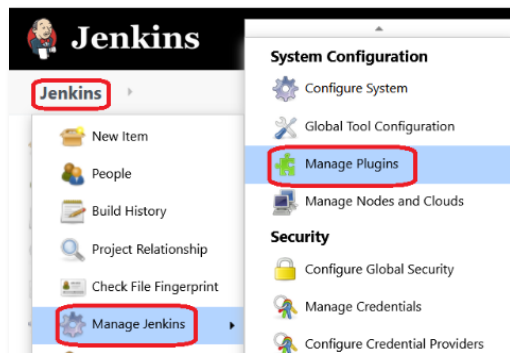 Jenkins
Jenkins
New Item
People
Build History
Project Relationship
Check File Fingerprint
Manage Jenkins
System Configuration
Configure System
Global Tool Configuration
Manage Plugins
Manage Nodes and Clouds
Security
Configure Global Security
Manage Credentials
Configure Credential Providers